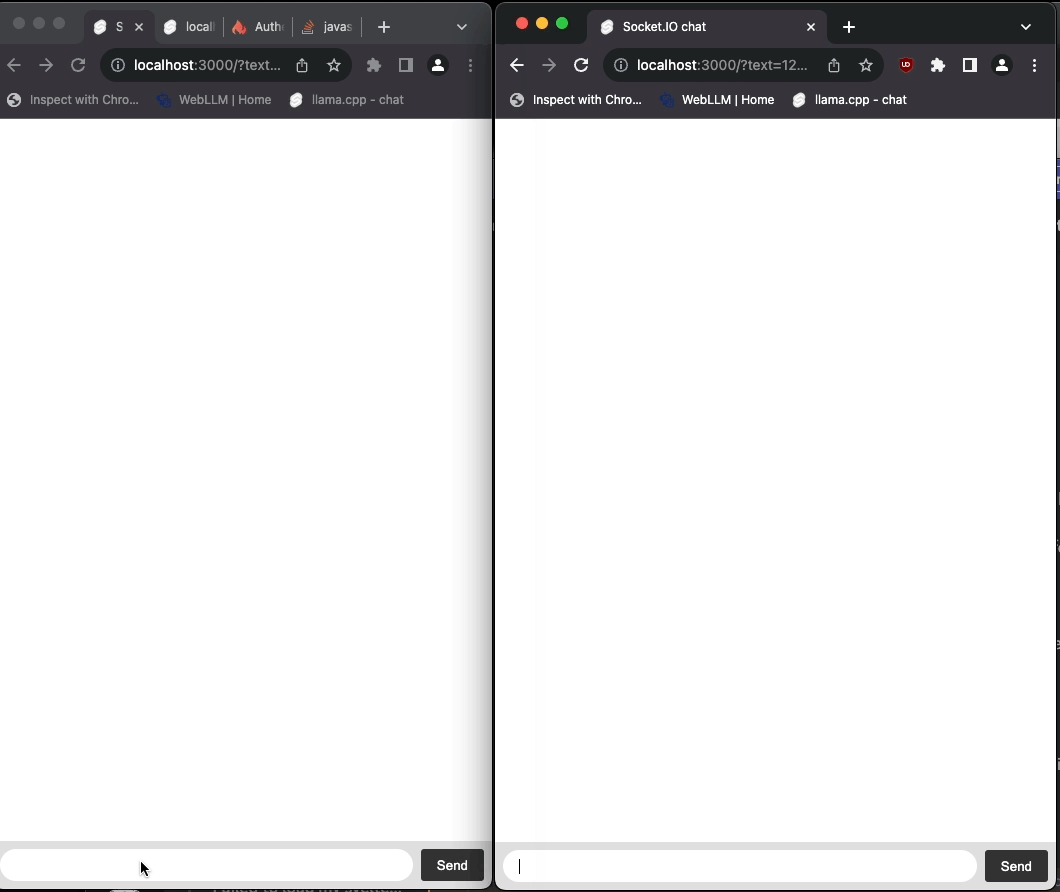 S
locall
Auth
javas
localhost:3000/?text...
Inspect with Chro...
WebLLM | Home
llama.cpp - chat
Send
Socket.IO chat
localhost:3000/?text=12...
Inspect with Chro...
WebLLM | Home
llama.cpp - chat
Send